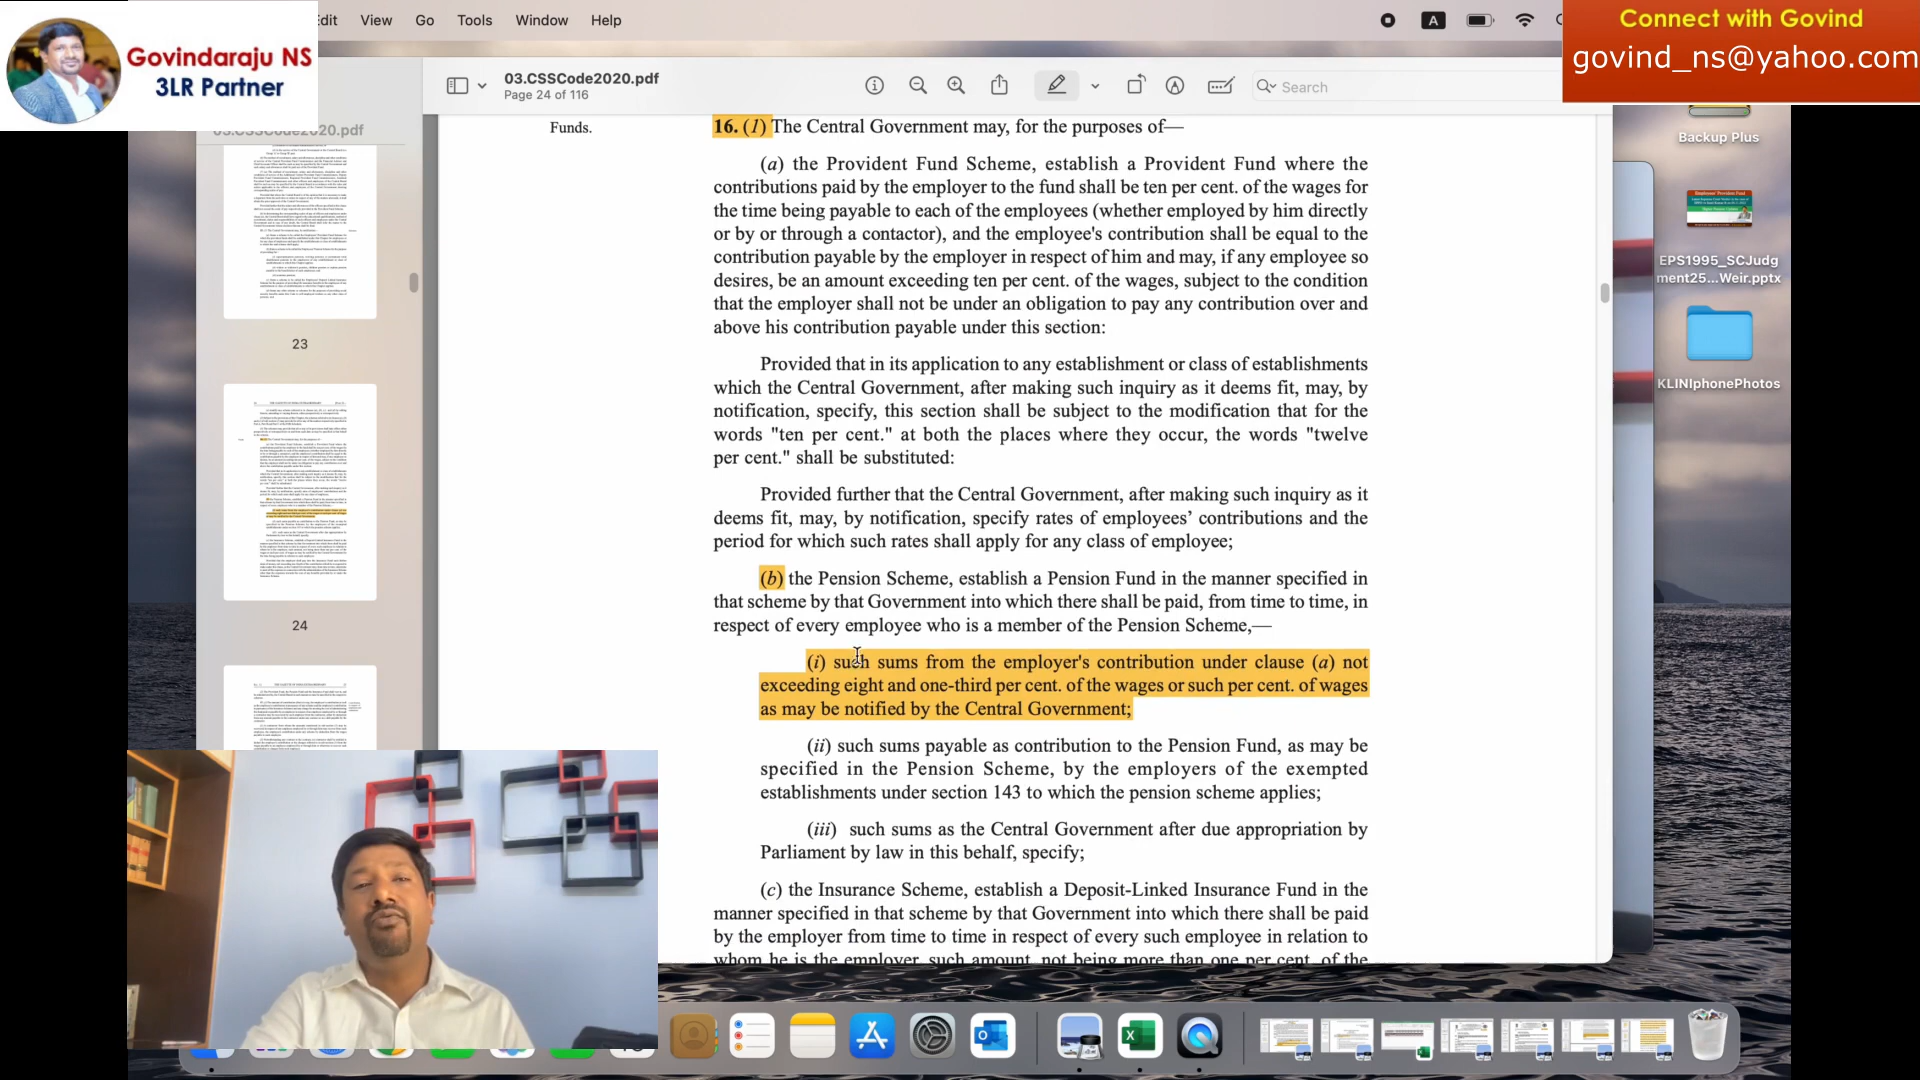 Edit View Go Tools Window Help
A
Connect with Govind
govind_ns@yahoo.com
Govindaraju NS
3LR Partner
03.CSSCode2020.pdf
Page 24 of 116
Search
03.CSSCode2020.pdf
23
24
Funds.
16. (1) The Central Government may, for the purposes of—
(a) the Provident Fund Scheme, establish a Provident Fund where the
contributions paid by the employer to the fund shall be ten per cent. of the wages for
the time being payable to each of the employees (whether employed by him directly
or by or through a contactor), and the employee's contribution shall be equal to the
contribution payable by the employer in respect of him and may, if any employee so
desires, be an amount exceeding ten per cent. of the wages, subject to the condition
that the employer shall not be under an obligation to pay any contribution over and
above his contribution payable under this section:
Provided that in its application to any establishment or class of establishments
which the Central Government, after making such inquiry as it deems fit, may, by
notification, specify, this section shall be subject to the modification that for the
words "ten per cent." at both the places where they occur, the words "twelve
per cent." shall be substituted:
Provided further that the Central Government, after making such inquiry as it
deems fit, may, by notification, specify rates of employees’ contributions and the
period for which such rates shall apply for any class of employee;
(b) the Pension Scheme, establish a Pension Fund in the manner specified in
that scheme by that Government into which there shall be paid, from time to time, in
respect of every employee who is a member of the Pension Scheme,—
(i) such sums from the employer's contribution under clause (a) not
exceeding eight and one-third per cent. of the wages or such per cent. of wages
as may be notified by the Central Government;
(ii) such sums payable as contribution to the Pension Fund, as may be
specified in the Pension Scheme, by the employers of the exempted
establishments under section 143 to which the pension scheme applies;
(iii) such sums as the Central Government after due appropriation by
Parliament by law in this behalf, specify;
(c) the Insurance Scheme, establish a Deposit-Linked Insurance Fund in the
manner specified in that scheme by that Government into which there shall be paid
by the employer from time to time in respect of every such employee in relation to
whom he is the employer, such amount, not being more than one per cent. of the
Backup Plus
EPS1995_SCJudg
ment25...Weir.pptx
KLINIphonePhotos